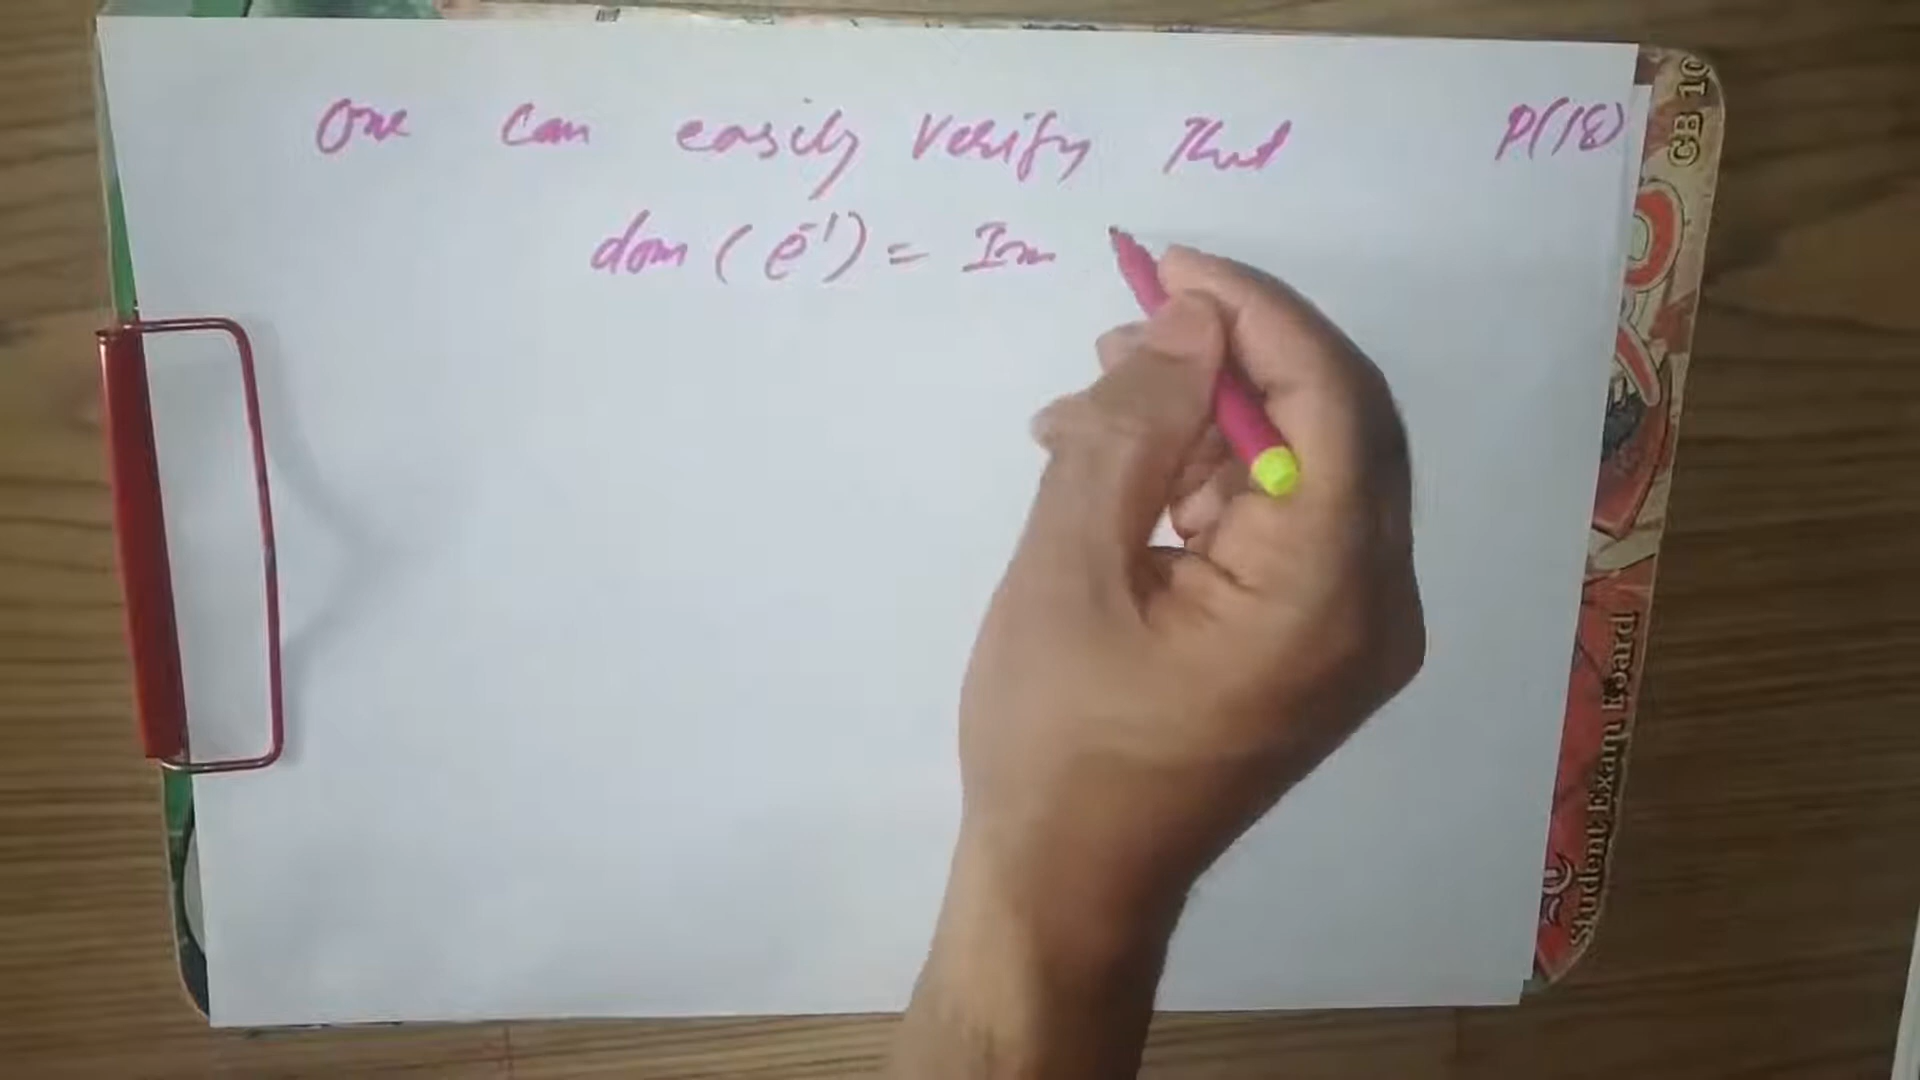 One can easily verify that P(18)
dom (e⁻¹) = Im
CB 10
Student Exam Board